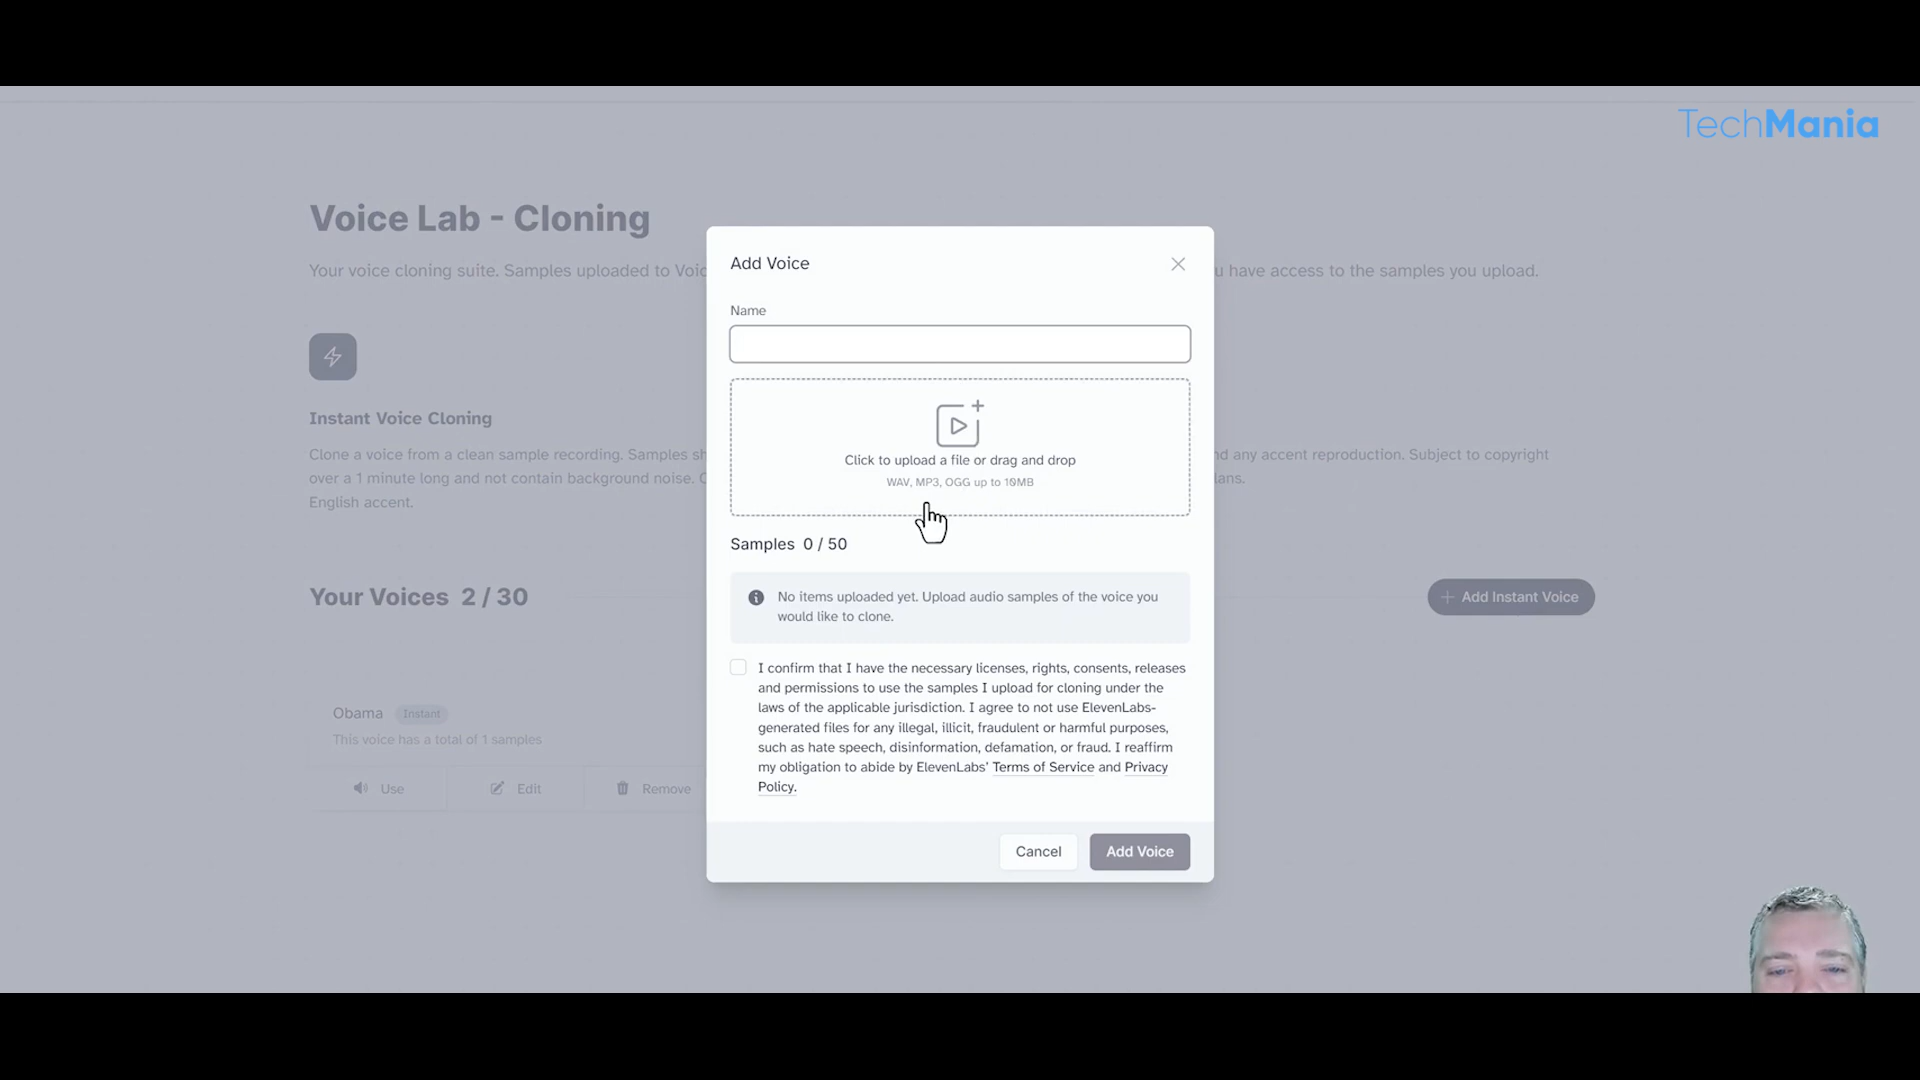 TechMania
Voice Lab - Cloning
Your voice cloning suite. Samples uploaded to
have access to the samples you upload.
Instant Voice Cloning
Clone a voice from a clean sample recording. Samples
over a 1 minute long and not contain background noise.
English accent.
any accent reproduction. Subject to copyright
Your Voices 2 / 30
+ Add Instant Voice
Obama Instant
This voice has a total of 1 samples
Use Edit Remove
Add Voice
Name
Click to upload a file or drag and drop
WAV, MP3, OGG up to 10MB
Samples 0 / 50
No items uploaded yet. Upload audio samples of the voice you
would like to clone.
I confirm that I have the necessary licenses, rights, consents, releases
and permissions to use the samples I upload for cloning under the
laws of the applicable jurisdiction. I agree to not use ElevenLabs-
generated files for any illegal, illicit, fraudulent or harmful purposes,
such as hate speech, disinformation, defamation, or fraud. I reaffirm
my obligation to abide by ElevenLabs' Terms of Service and Privacy
Policy.
Cancel Add Voice